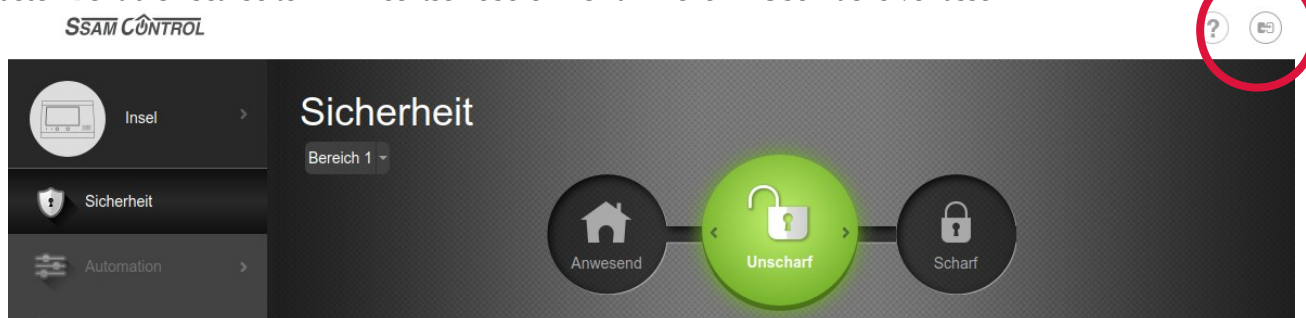 SSAM CONTROL
?
Insel
Sicherheit
Bereich 1
Sicherheit
Automation
Anwesend
Unscharf
Scharf